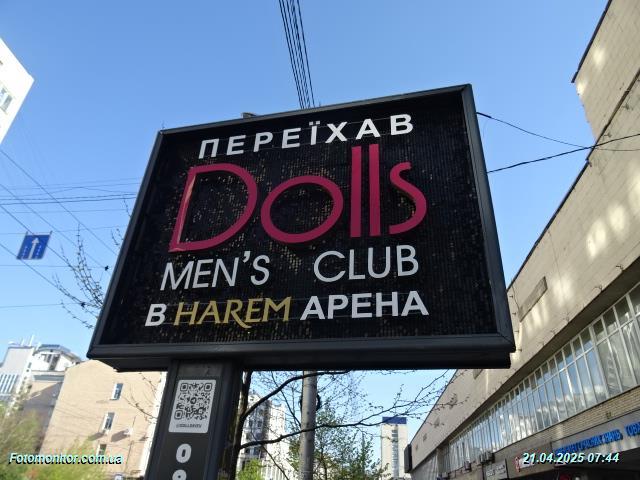 ПЕРЕЇХАВ
Dolls
MEN'S CLUB
В HAREM АРЕНА
Fotomonitor.com.ua
21.04.2025 07:44